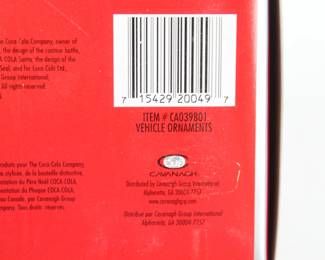 Coca-Cola Company, owner of
, the design of the contour bottle,
COLA Santa, the design of the
Seal, and for Coca-Cola Ltd.,
Group International.
All rights reserved.
7 15429 20049 7
ITEM # CA039801
VEHICLE ORNAMENTS
CAVANAGH
Distributed by Cavanagh Group International
Alpharetta, GA 30004-7757
www.cavanaghgrp.com
Distribué par Cavanagh Group International
Alpharetta, GA 30004-7757
produits pour The Coca-Cola Company,
stylisée, de la bouteille distinctive,
du Père Noël COCA-COLA,
du Phoque COCA-COLA,
au Canada, par Cavanagh Group
Tous droits réservés.